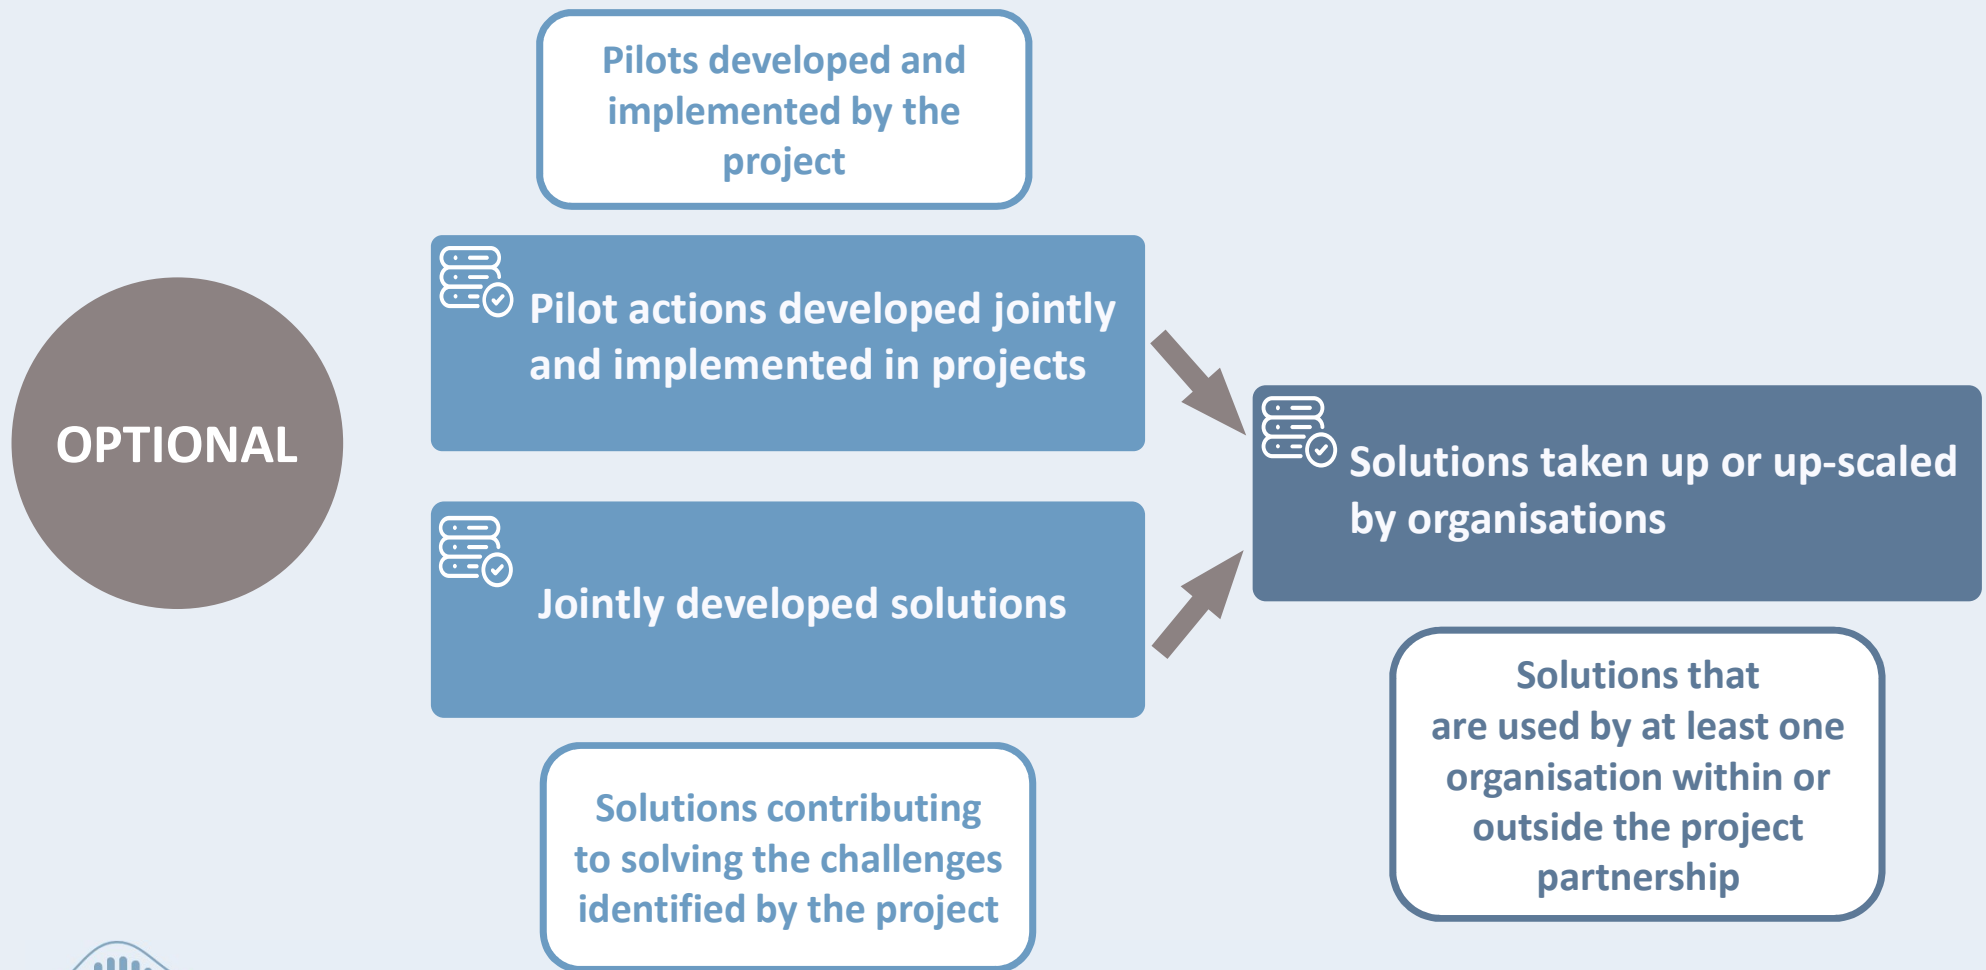 Pilots developed and
implemented by the
project
Pilot actions developed jointly
and implemented in projects
OPTIONAL
Solutions taken up or up-scaled
by organisations
Jointly developed solutions
Solutions that
are used by at least one
organisation within or
outside the project
partnership
Solutions contributing
to solving the challenges
identified by the project